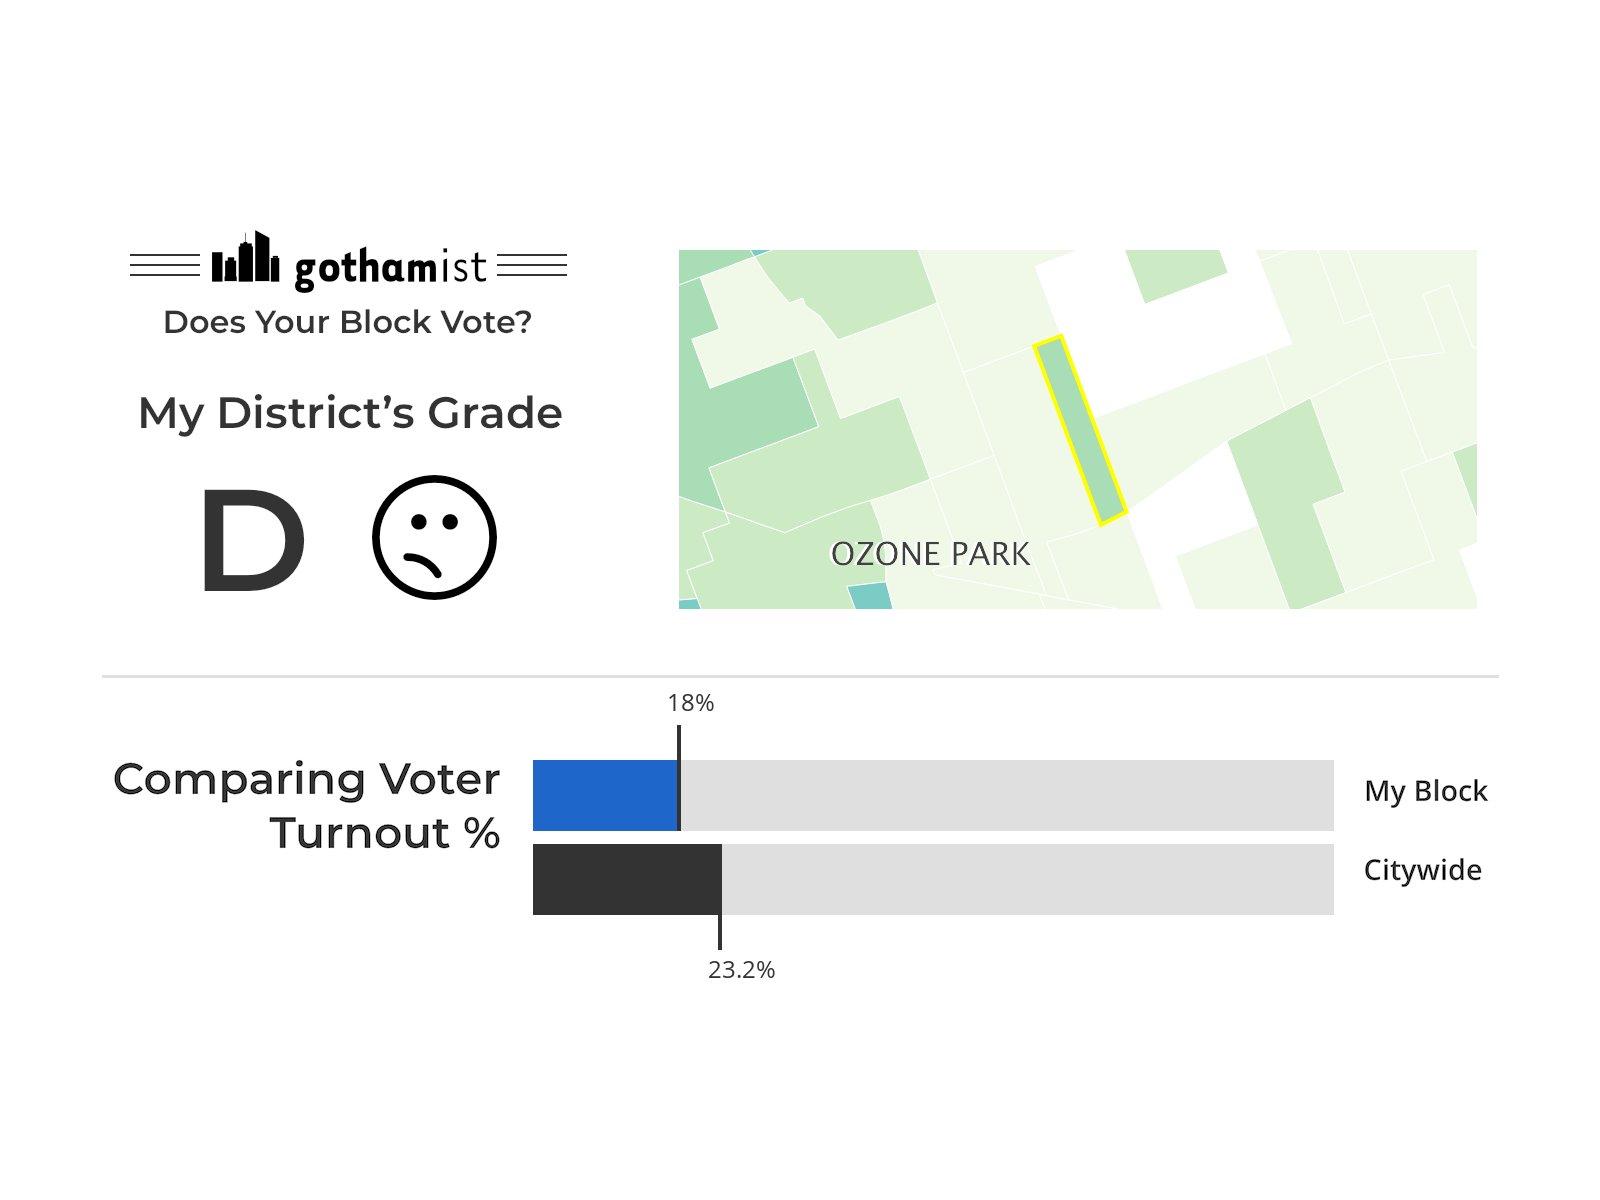 gothamist
Does Your Block Vote?
My District’s Grade
D
OZONE PARK
18%
Comparing Voter
Turnout %
My Block
Citywide
23.2%